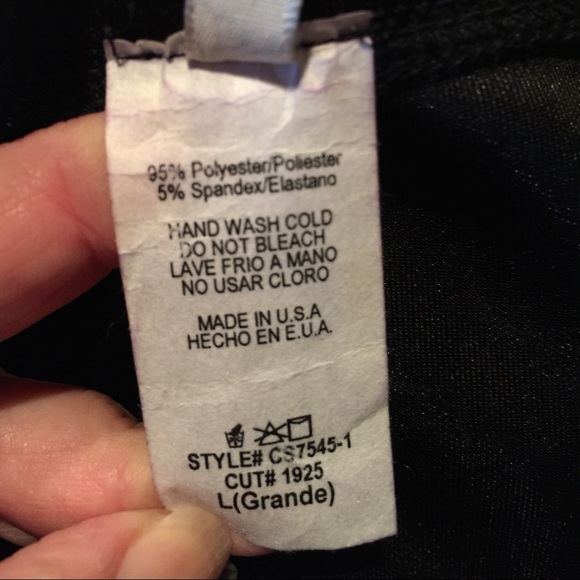 95% Polyester/Poliester
5% Spandex/Elastano
HAND WASH COLD
DO NOT BLEACH
LAVE FRIO A MANO
NO USAR CLORO
MADE IN U.S.A
HECHO EN E.U.A.
STYLE# CS7545-1
CUT# 1925
L(Grande)